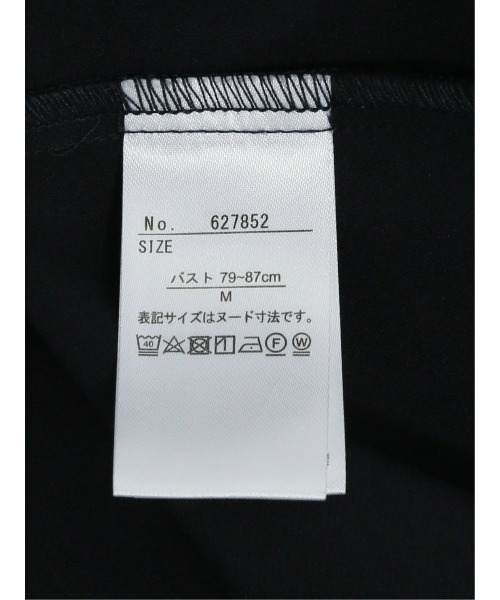 No. 627852
SIZE
バスト 79~87cm
M
表記サイズはヌード寸法です。
40 F W